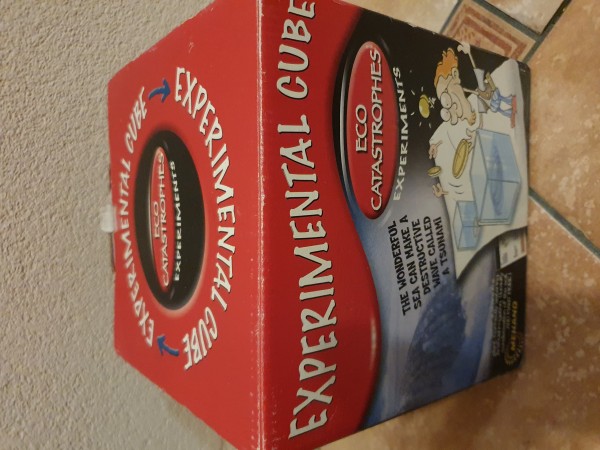 EXPERIMENTAL CUBE
EXPERIMENTAL CUBE
ECO
CATASTROPHES
EXPERIMENTS
EXPERIMENTAL CUBE
ECO
CATASTROPHES
EXPERIMENTS
THE WONDERFUL
SEA CAN MAKE A
DESTRUCTIVE
WAVE CALLED
A TSUNAMI